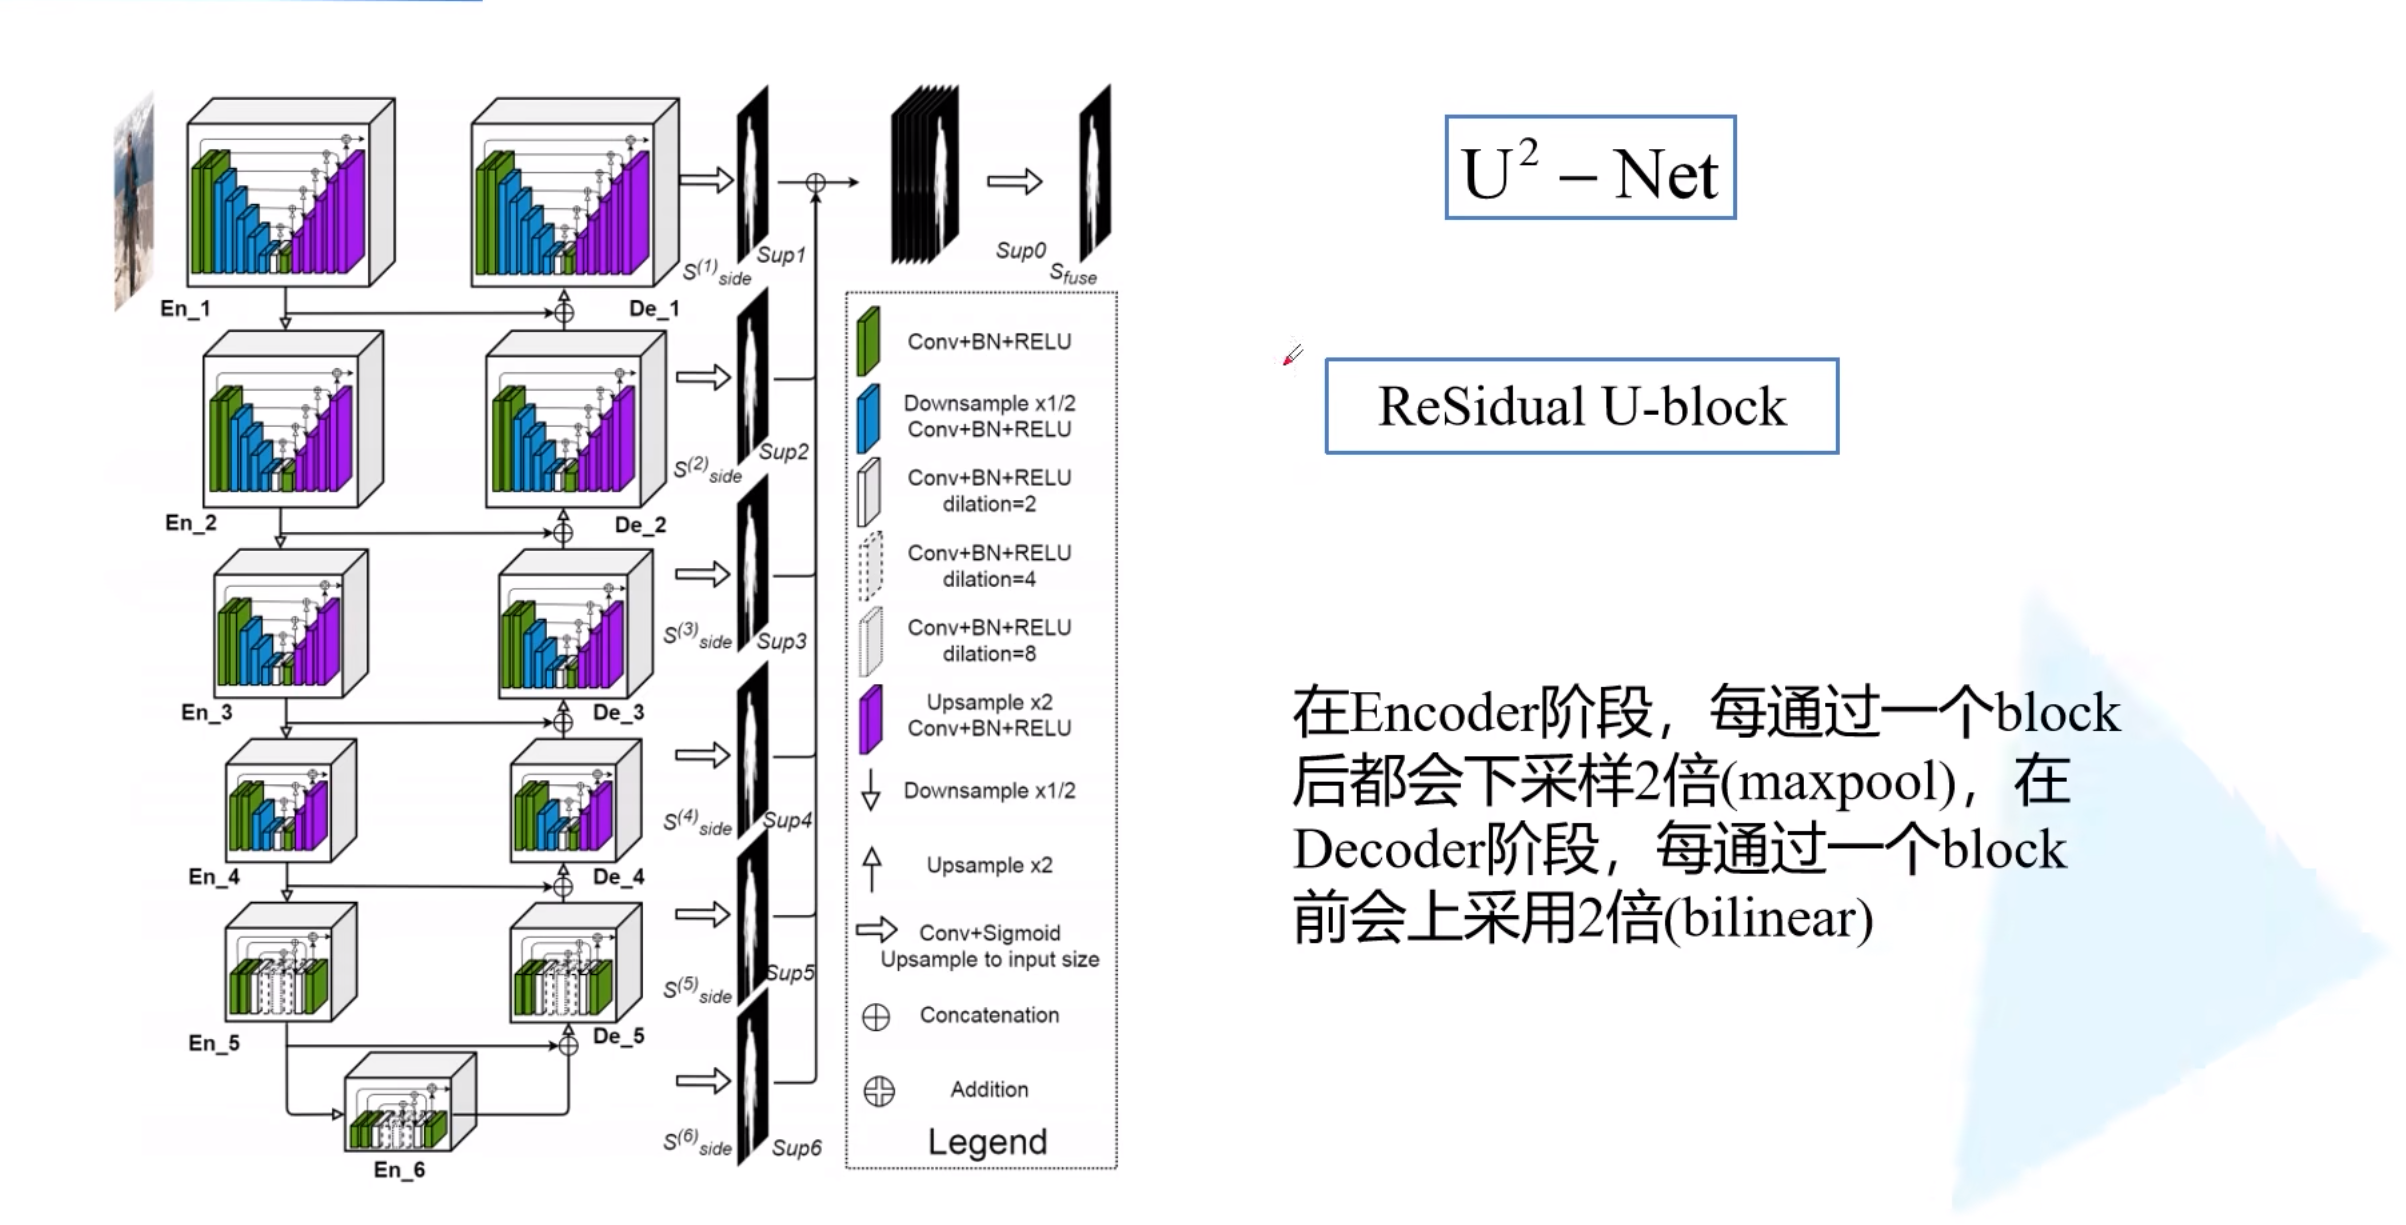 U² – Net
ReSidual U-block
在Encoder阶段，每通过一个block
后都会下采样2倍(maxpool)，在
Decoder阶段，每通过一个block
前会上采用2倍(bilinear)
En_1
De_1
S(1)side
Sup1
Sup0
Sfuse
En_2
De_2
S(2)side
Sup2
En_3
De_3
S(3)side
Sup3
En_4
De_4
S(4)side
Sup4
En_5
De_5
S(5)side
Sup5
En_6
S(6)side
Sup6
Conv+BN+RELU
Downsample x1/2
Conv+BN+RELU
Conv+BN+RELU
dilation=2
Conv+BN+RELU
dilation=4
Conv+BN+RELU
dilation=8
Upsample x2
Conv+BN+RELU
Downsample x1/2
Upsample x2
Conv+Sigmoid
Upsample to input size
Concatenation
Addition
Legend